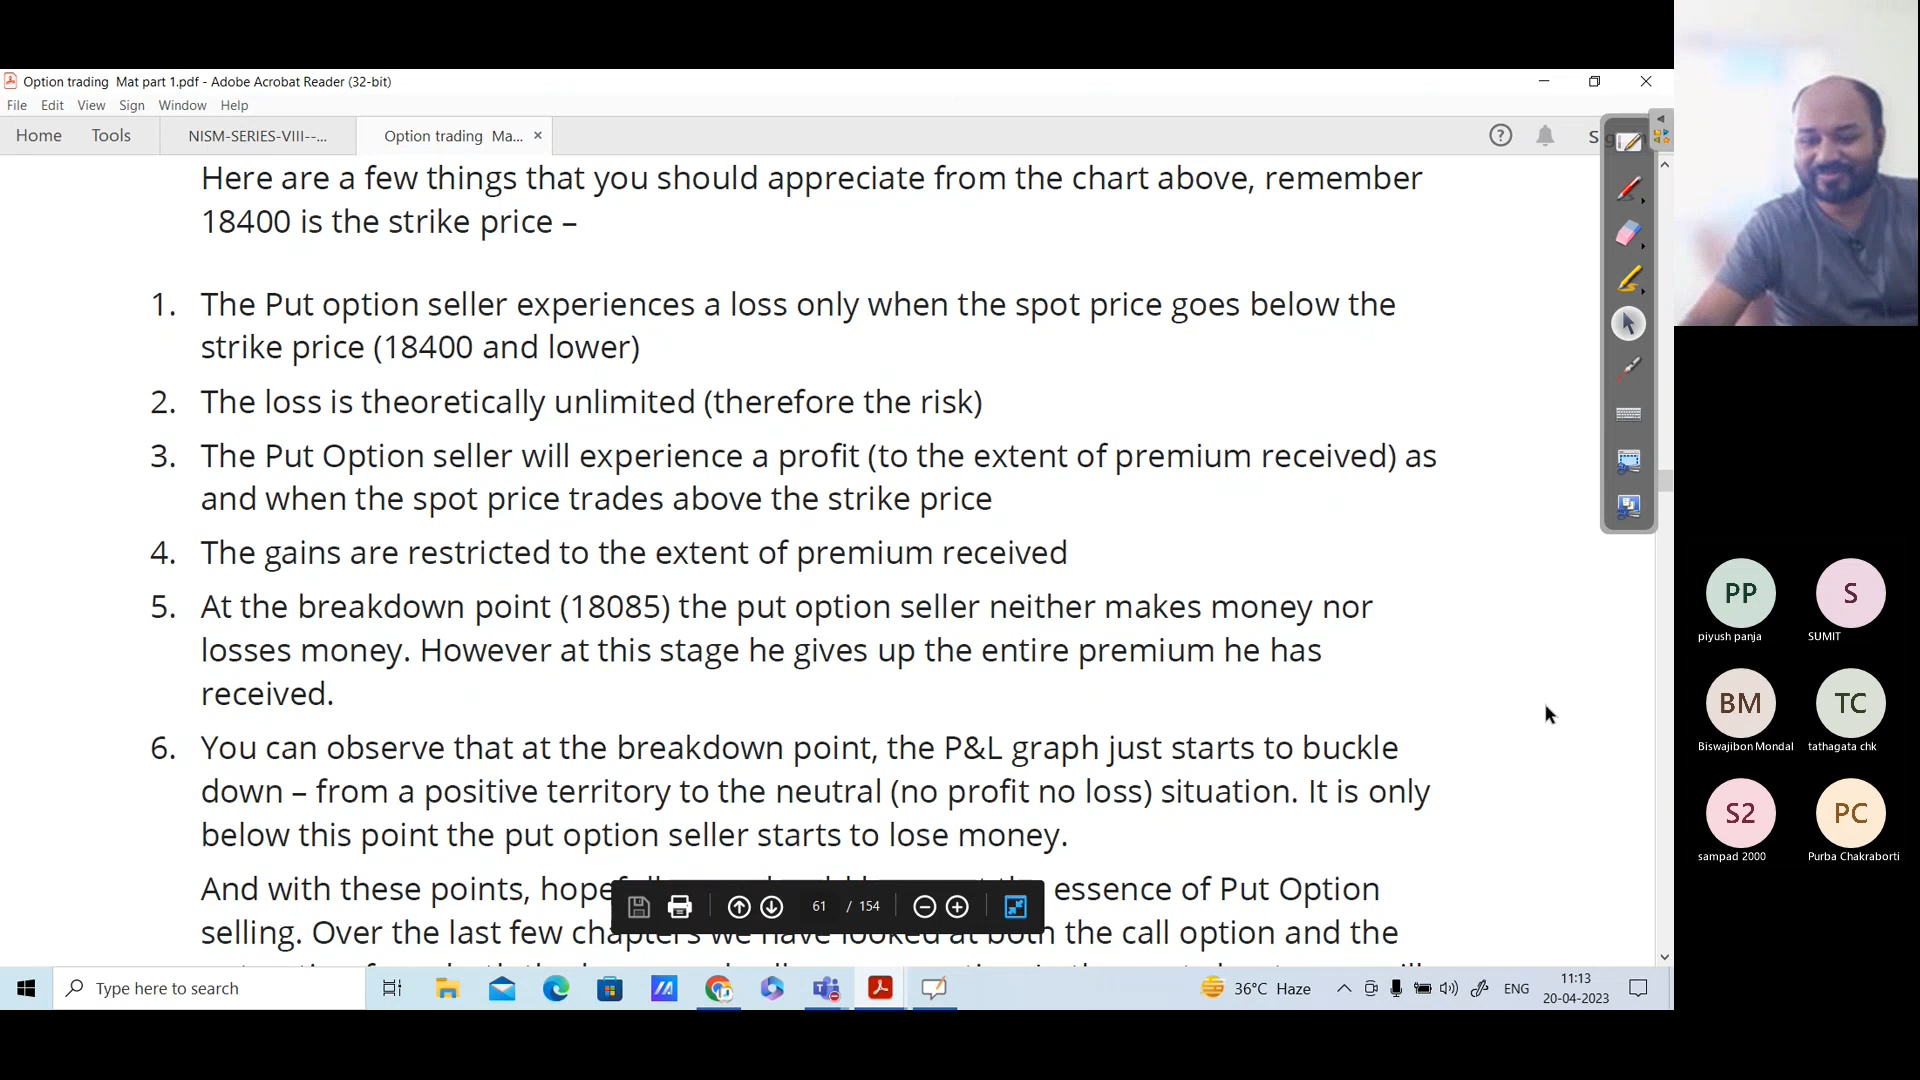 Option trading Mat part 1.pdf - Adobe Acrobat Reader (32-bit)
File Edit View Sign Window Help
Home Tools NISM-SERIES-VIII--... Option trading Ma... ×
Here are a few things that you should appreciate from the chart above, remember
18400 is the strike price –
1. The Put option seller experiences a loss only when the spot price goes below the
strike price (18400 and lower)
2. The loss is theoretically unlimited (therefore the risk)
3. The Put Option seller will experience a profit (to the extent of premium received) as
and when the spot price trades above the strike price
4. The gains are restricted to the extent of premium received
5. At the breakdown point (18085) the put option seller neither makes money nor
losses money. However at this stage he gives up the entire premium he has
received.
6. You can observe that at the breakdown point, the P&L graph just starts to buckle
down – from a positive territory to the neutral (no profit no loss) situation. It is only
below this point the put option seller starts to lose money.
And with these points, essence of Put Option
61 / 154
selling. Over the last few chapters we have looked at both the call option and the
Type here to search
36°C Haze
ENG
11:13
20-04-2023
PP S
piyush panja SUMIT
BM TC
Biswajibon Mondal tathagata chk
S2 PC
sampad 2000 Purba Chakraborti